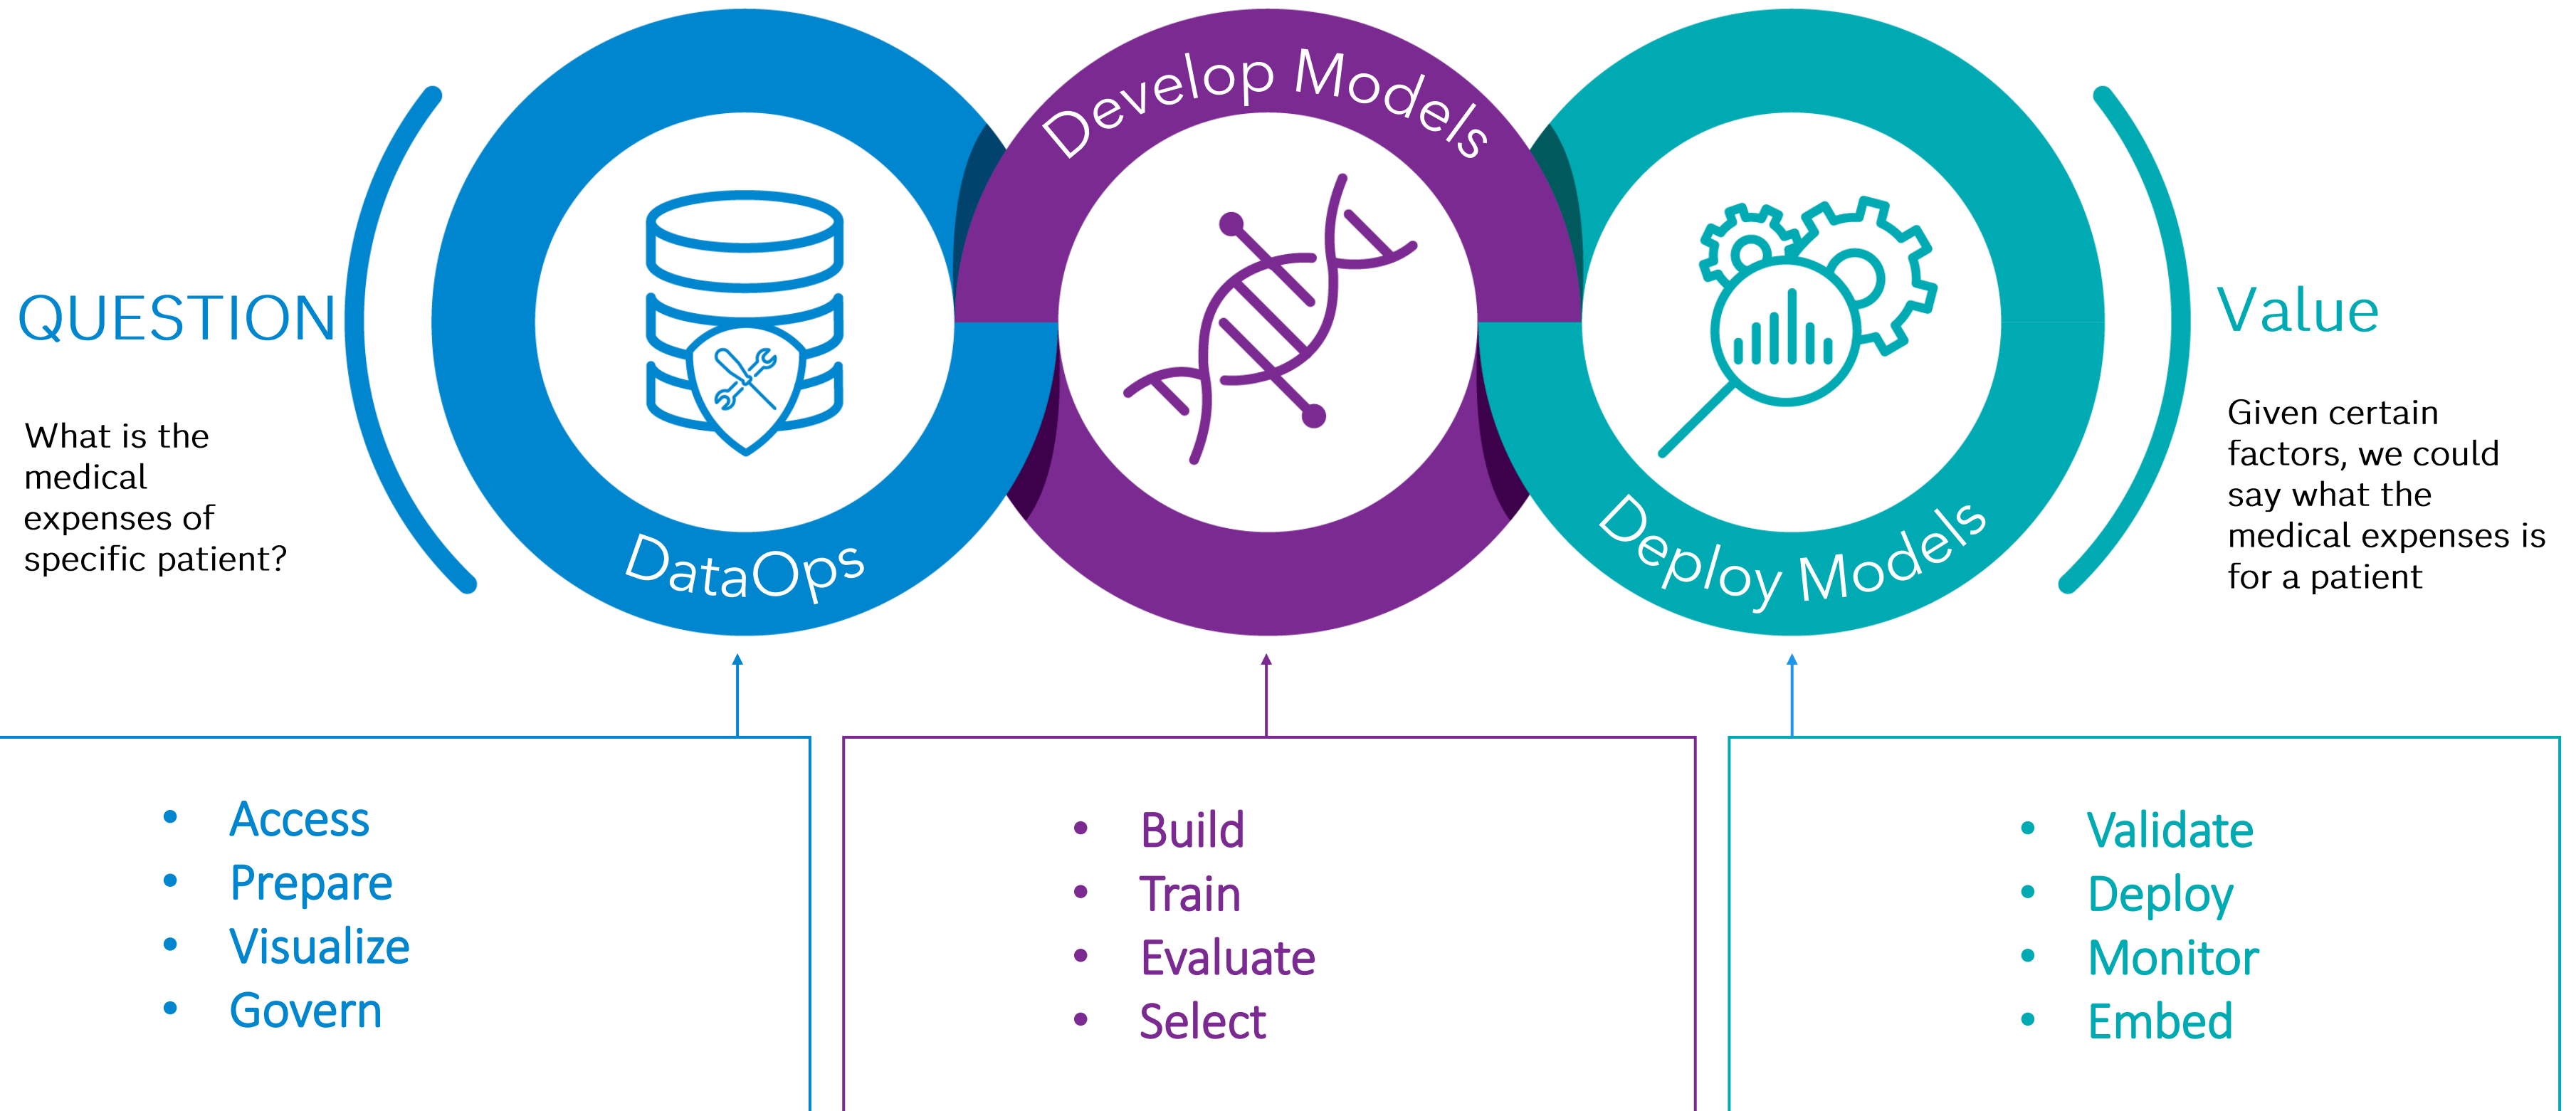 QUESTION
What is the
medical
expenses of
specific patient?
DataOps
Develop Models
Deploy Models
Value
Given certain
factors, we could
say what the
medical expenses is
for a patient
• Access
• Prepare
• Visualize
• Govern
• Build
• Train
• Evaluate
• Select
• Validate
• Deploy
• Monitor
• Embed